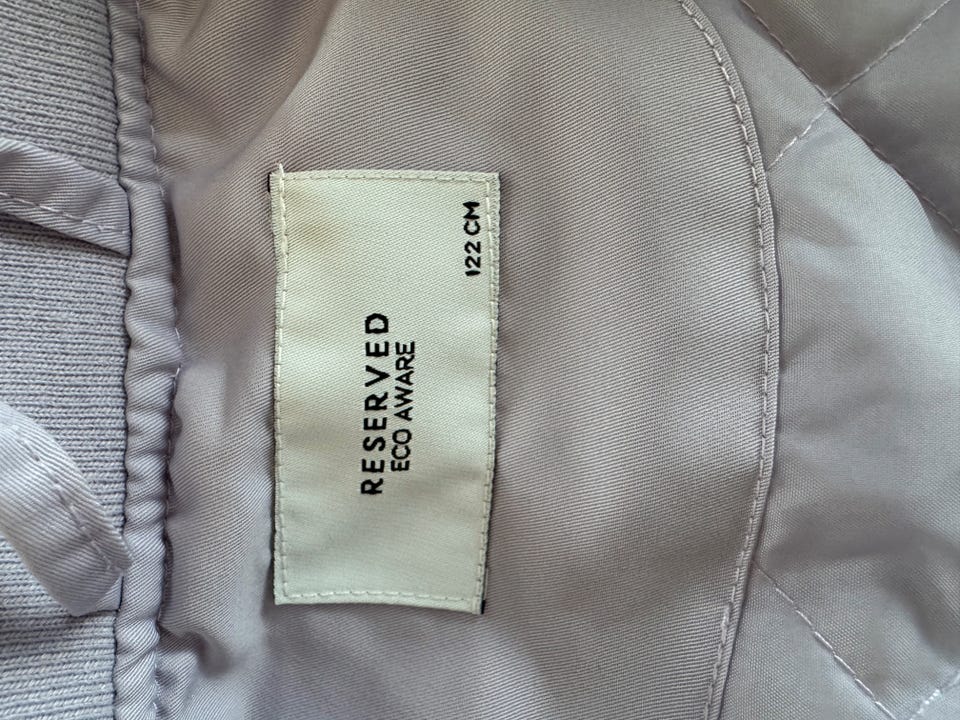 RESERVED
ECO AWARE
122 CM